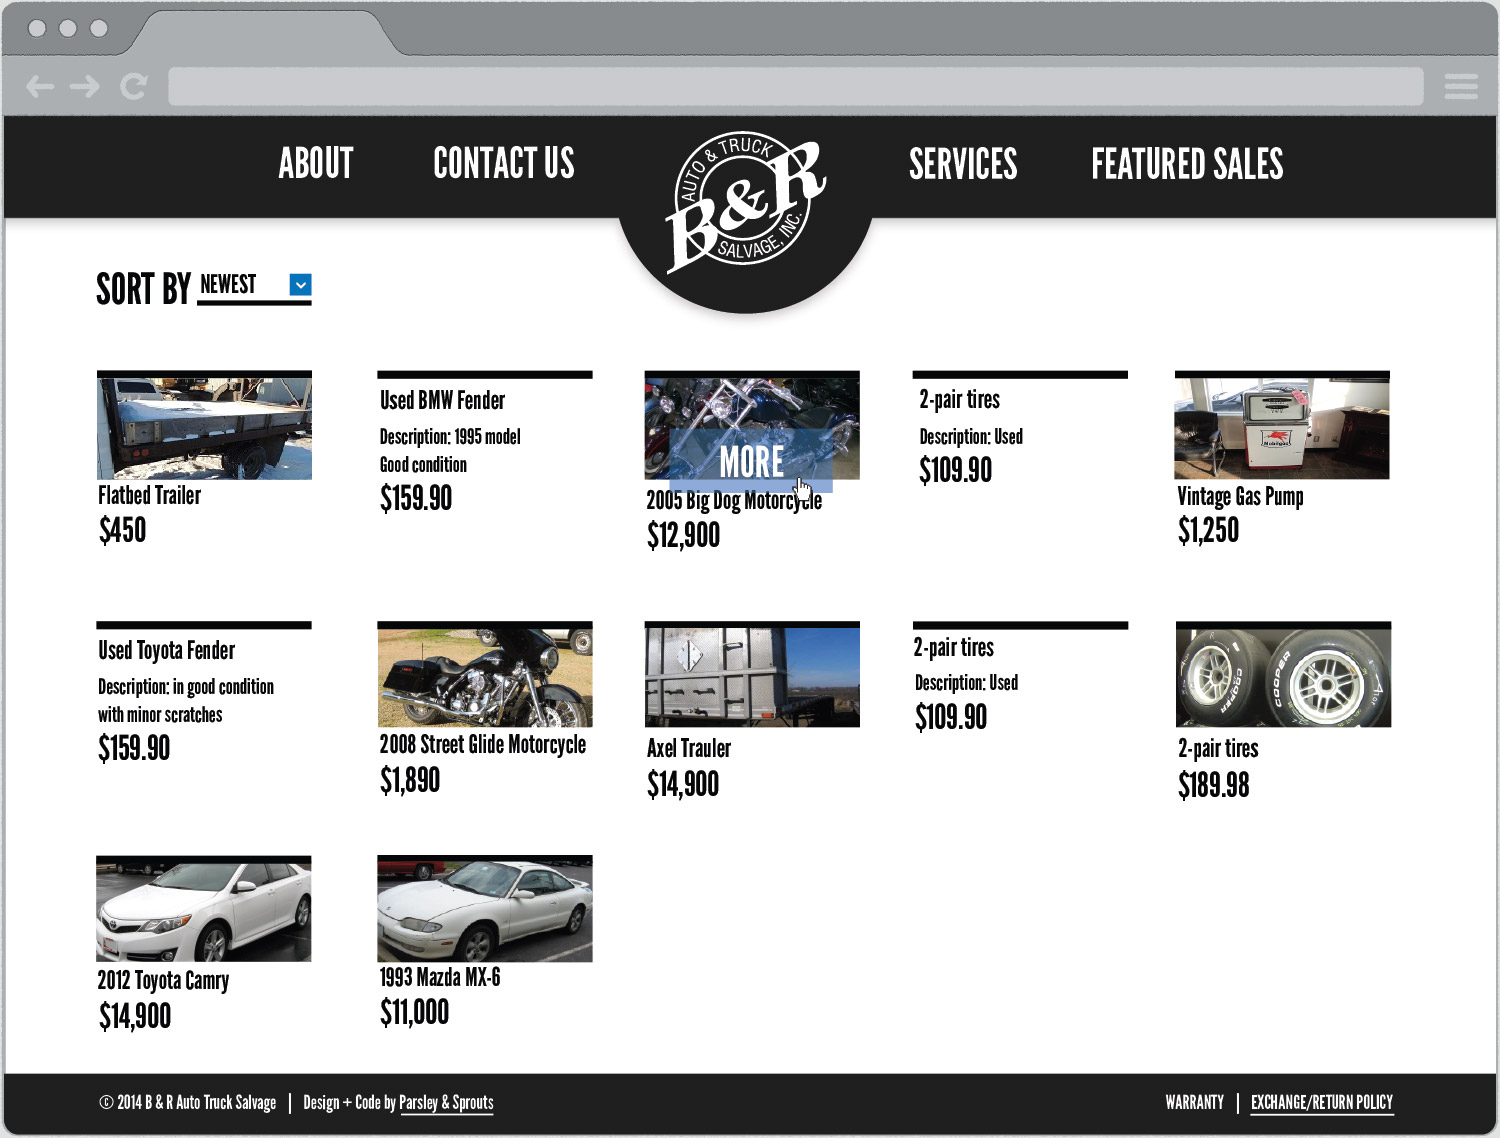 ABOUT
CONTACT US
AUTO & TRUCK
B&R
SALVAGE, INC.
SERVICES
FEATURED SALES
SORT BY NEWEST
Flatbed Trailer
$450
Used BMW Fender
Description: 1995 model
Good condition
$159.90
MORE
2005 Big Dog Motorcycle
$12,900
2-pair tires
Description: Used
$109.90
Mobilgas
Vintage Gas Pump
$1,250
Used Toyota Fender
Description: in good condition
with minor scratches
$159.90
2008 Street Glide Motorcycle
$1,890
Axel Trauler
$14,900
2-pair tires
Description: Used
$109.90
COOPER
COOPER
2-pair tires
$189.98
2012 Toyota Camry
$14,900
1993 Mazda MX-6
$11,000
© 2014 B & R Auto Truck Salvage | Design + Code by Parsley & Sprouts
WARRANTY | EXCHANGE/RETURN POLICY